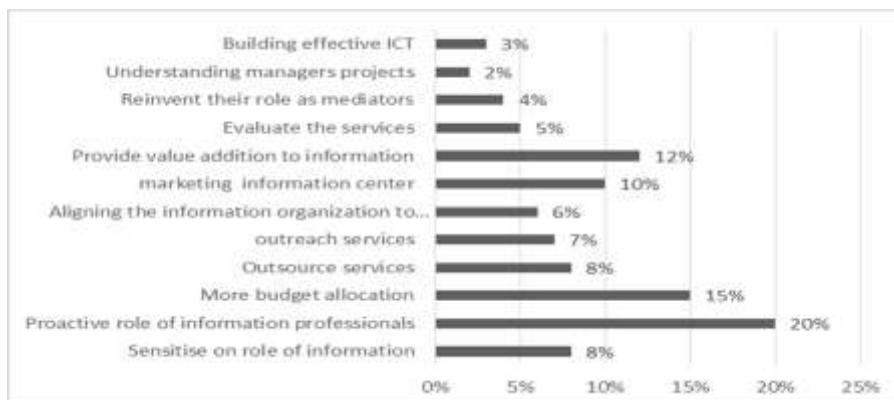 Building effective ICT 3%
Understanding managers projects 2%
Reinvent their role as mediators 4%
Evaluate the services 5%
Provide value addition to information 12%
marketing information center 10%
Aligning the information organization to... 6%
outreach services 7%
Outsource services 8%
More budget allocation 15%
Proactive role of information professionals 20%
Sensitise on role of information 8%
0% 5% 10% 15% 20% 25%